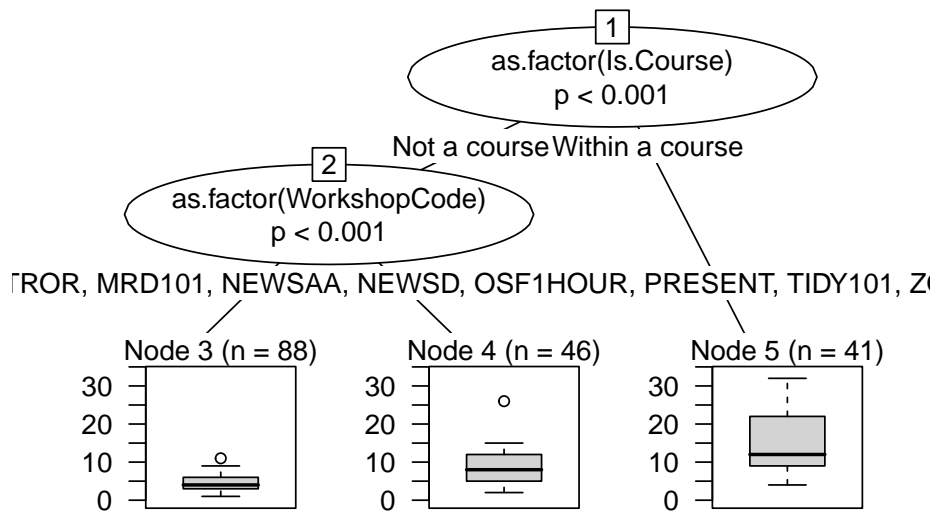 1
as.factor(Is.Course)
p < 0.001
Not a course Within a course
2
as.factor(WorkshopCode)
p < 0.001
MRD101, NEWSAA, NEWSD, OSF1HOUR, PRESENT, TIDY101,
Node 3 (n = 88) Node 4 (n = 46) Node 5 (n = 41)
30 30 30
20 20 20
10 10 10
0 0 0